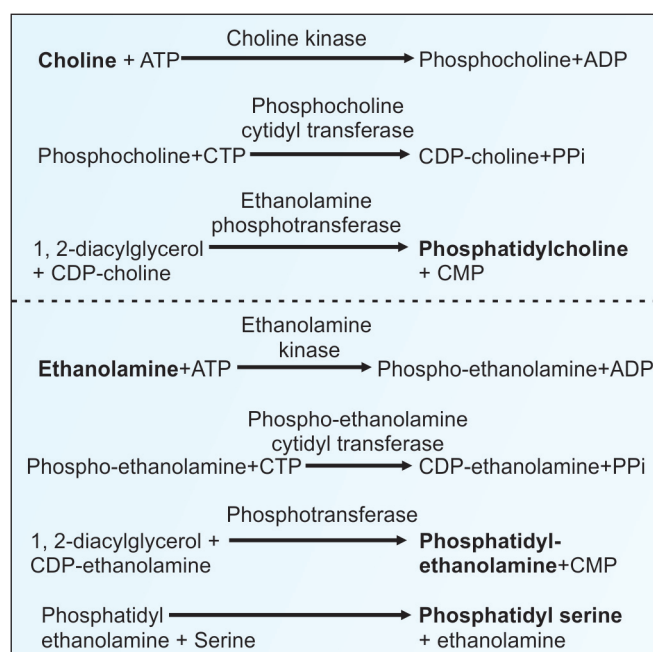 Choline kinase
Choline + ATP
Phosphocholine+ADP
Phosphocholine
cytidyl transferase
Phosphocholine+CTP
CDP-choline+PPi
Ethanolamine
phosphotransferase
1, 2-diacylglycerol
+ CDP-choline
Phosphatidylcholine
+ CMP
Ethanolamine
kinase
Ethanolamine+ATP
Phospho-ethanolamine+ADP
Phospho-ethanolamine
cytidyl transferase
Phospho-ethanolamine+CTP
CDP-ethanolamine+PPi
Phosphotransferase
1, 2-diacylglycerol +
CDP-ethanolamine
Phosphatidyl-
ethanolamine+CMP
Phosphatidyl
ethanolamine + Serine
Phosphatidyl serine
+ ethanolamine